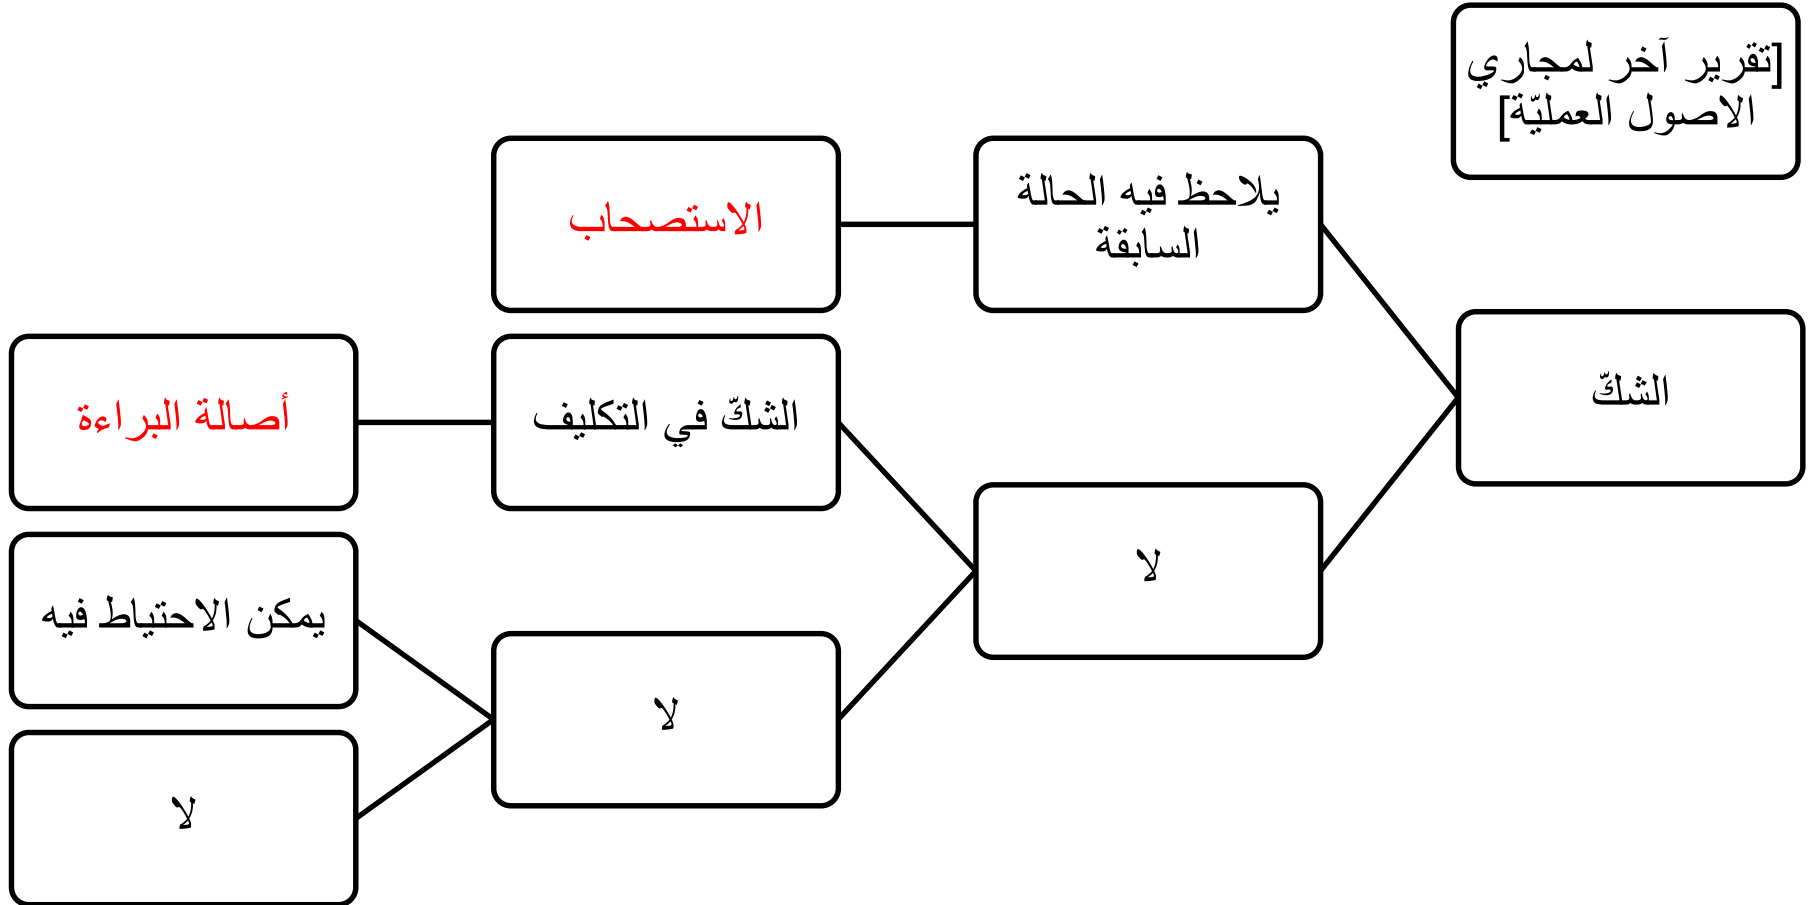 [تقرير آخر لمجاري
الاصول العمليّة]
الشكّ
يلاحظ فيه الحالة
السابقة
الاستصحاب
لا
الشكّ في التكليف
أصالة البراءة
لا
يمكن الاحتياط فيه
لا